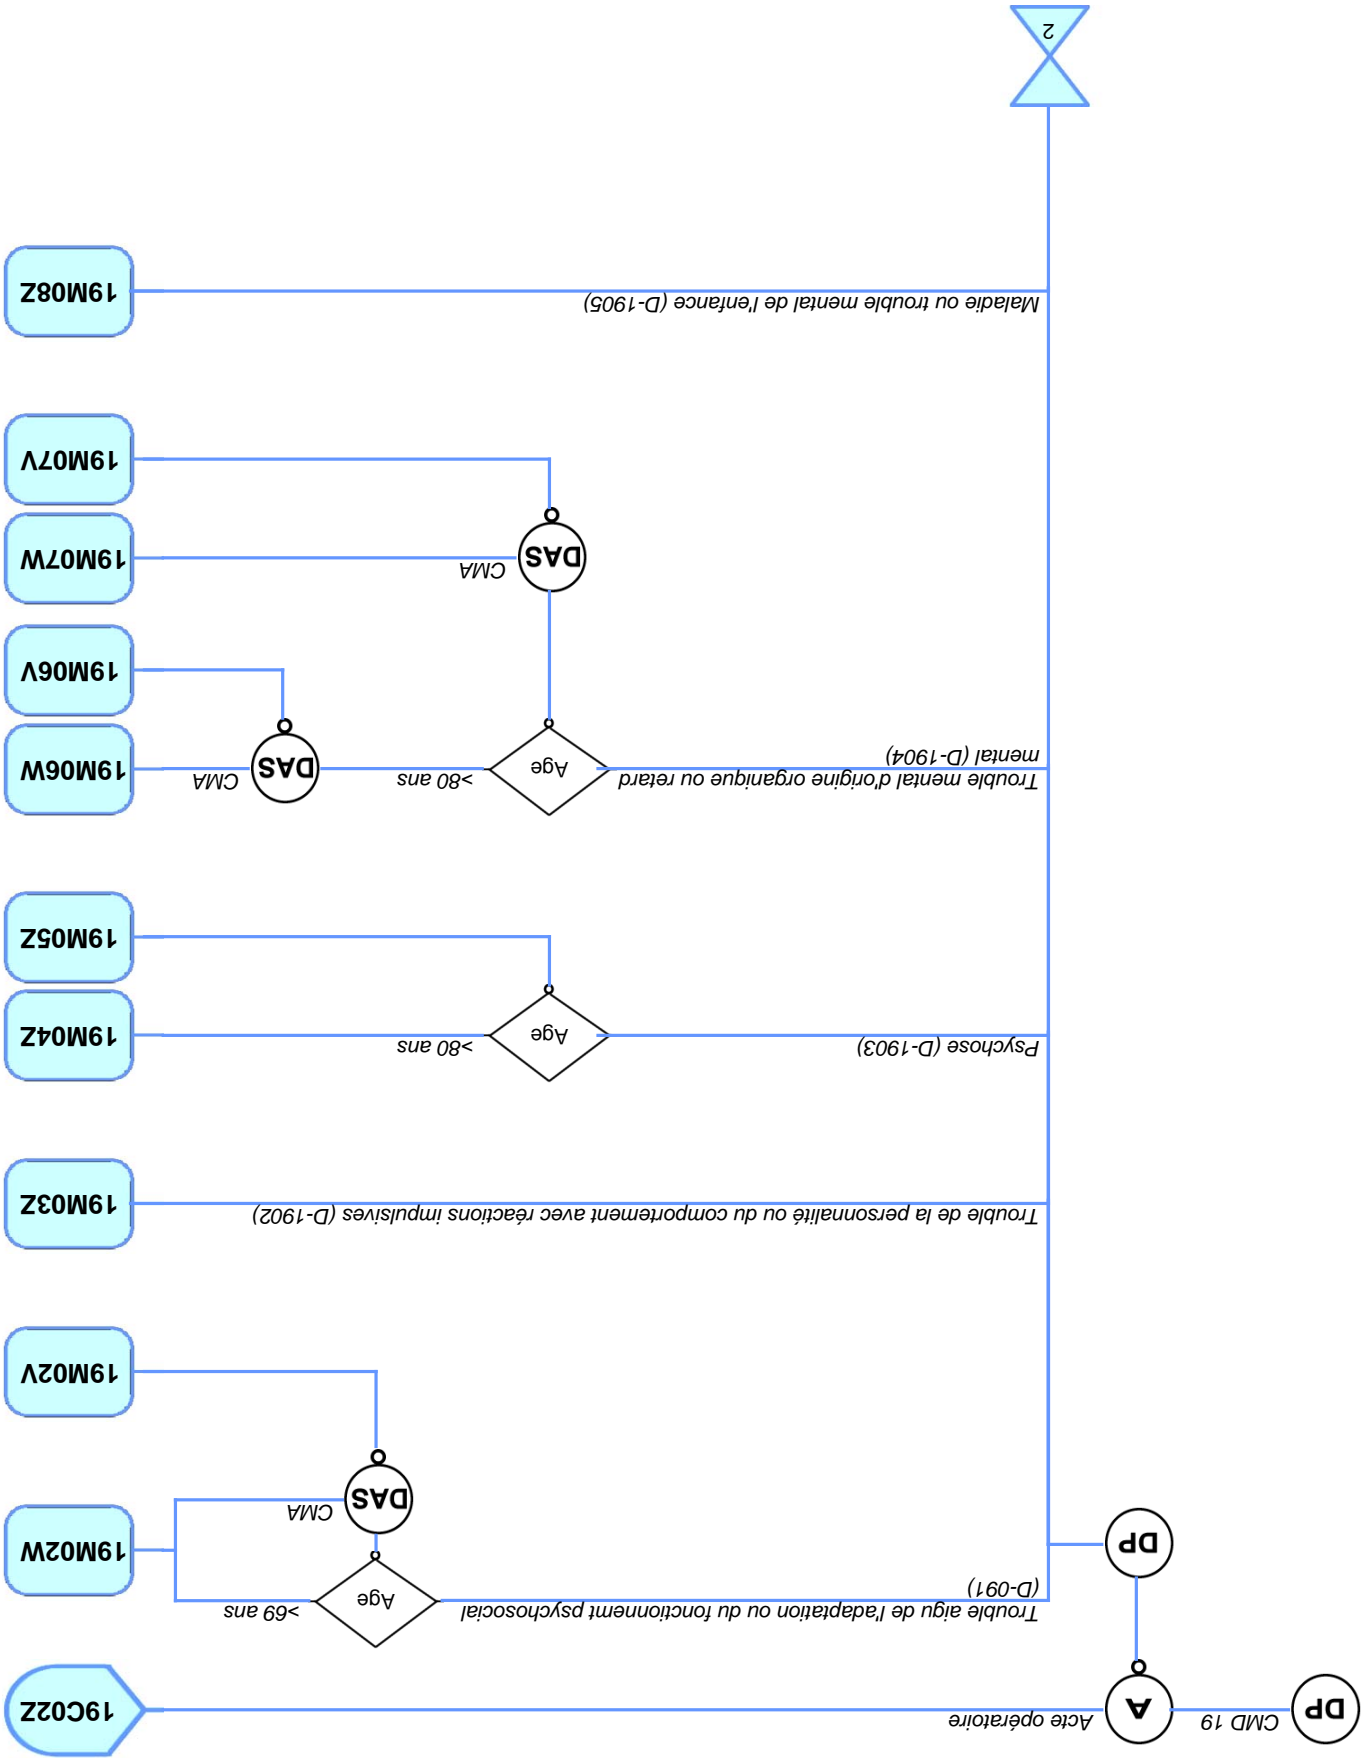 DP
CMD 19
A
Acte opératoire
19C02Z
DP
Trouble aigu de l'adaptation ou du fonctionnemt psychosocial
(D-091)
Age
>69 ans
DAS
CMA
19M02W
19M02V
Trouble de la personnalité ou du comportement avec réactions impulsives (D-1902)
19M03Z
Psychose (D-1903)
Age
>80 ans
19M04Z
19M05Z
Trouble mental d'origine organique ou retard
mental (D-1904)
Age
>80 ans
DAS
CMA
19M06W
19M06V
DAS
CMA
19M07W
19M07V
Maladie ou trouble mental de l'enfance (D-1905)
19M08Z
2